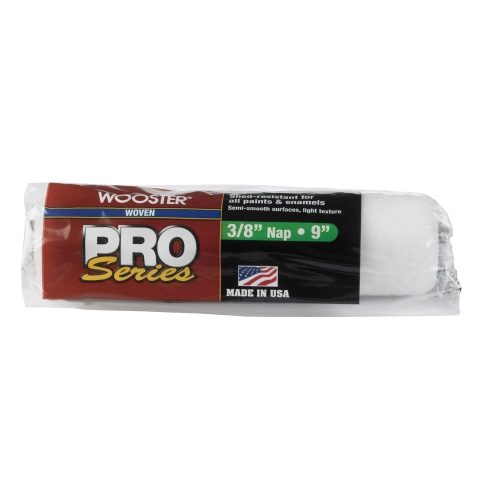 WOOSTER®
WOVEN
PRO
Series
Shed-resistant for
all paints & enamels
Semi-smooth surfaces, light texture
3/8" Nap • 9"
MADE IN USA